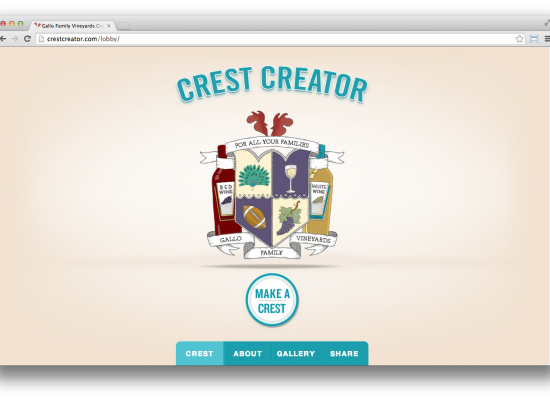 Gallo Family Vineyards Cr
crestcreator.com/lobby/
CREST CREATOR
FOR ALL YOUR FAMILIES
RED
WINE
WHITE
WINE
GALLO
FAMILY
VINEYARDS
MAKE A
CREST
CREST ABOUT GALLERY SHARE